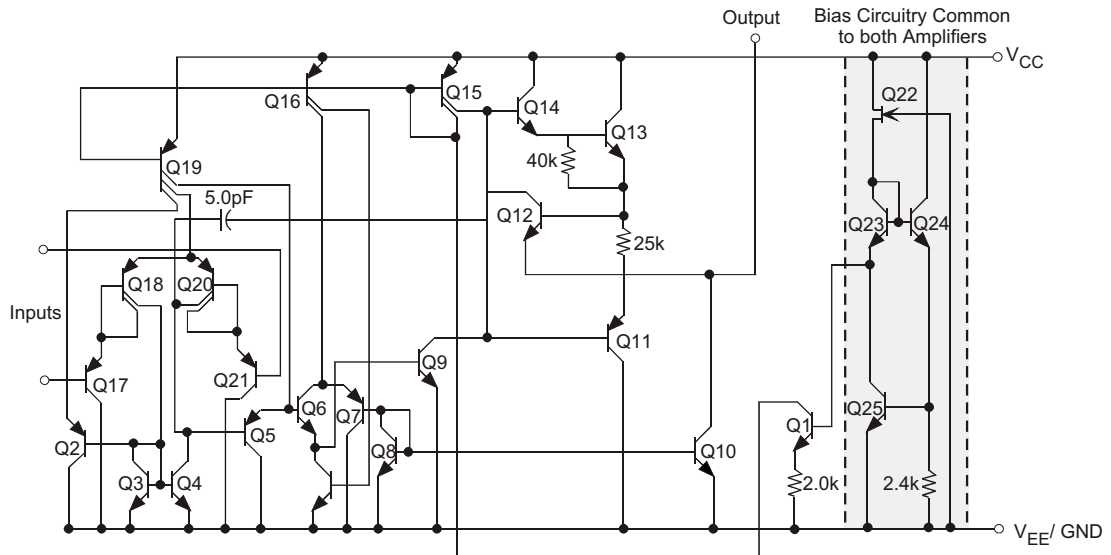 Output
Bias Circuitry Common
to both Amplifiers
VCC
Q22
Q15
Q16
Q14
Q13
Q19
40k
5.0pF
Q12
Q23
Q24
25k
Q18
Q20
Inputs
Q11
Q9
Q17
Q21
Q6
Q7
Q25
Q1
Q5
Q2
Q8
Q10
Q3
Q4
2.0k
2.4k
VEE/ GND